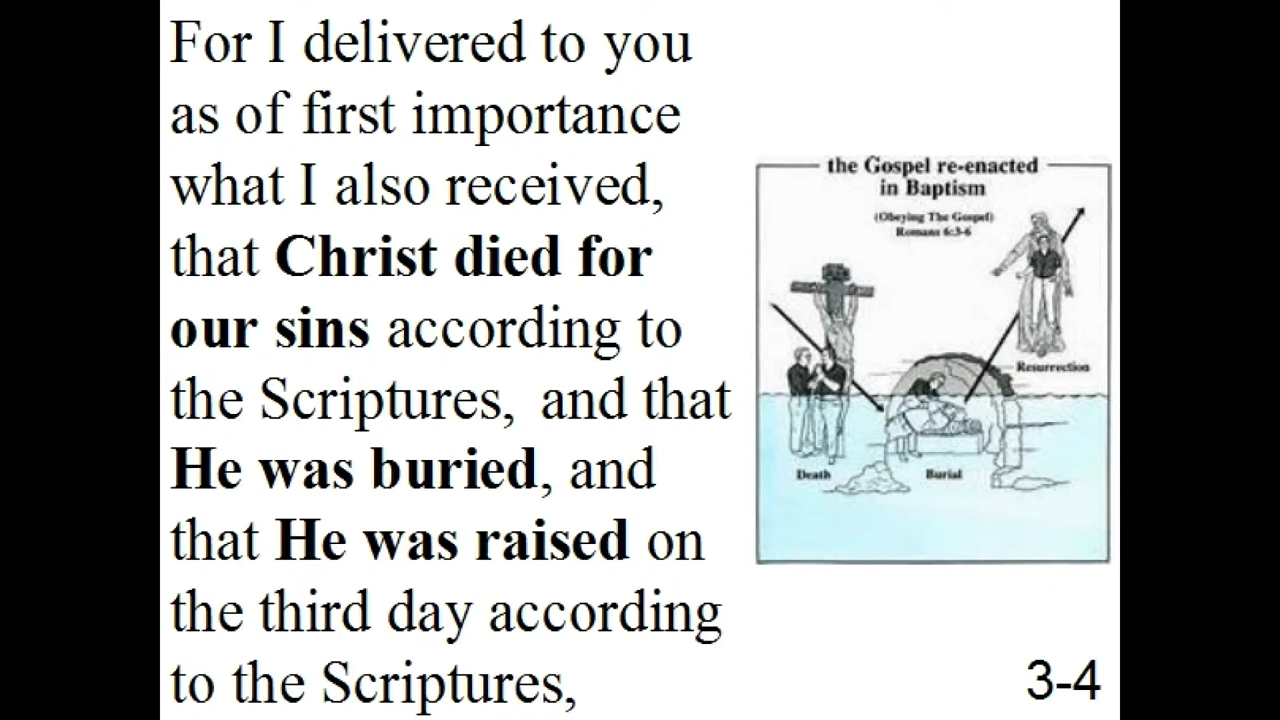 For I delivered to you
as of first importance
what I also received,
that Christ died for
our sins according to
the Scriptures, and that
He was buried, and
that He was raised on
the third day according
to the Scriptures,
the Gospel re-enacted
in Baptism
(Obeying The Gospel)
Romans 6:3-6
Resurrection
Death
Burial
3-4